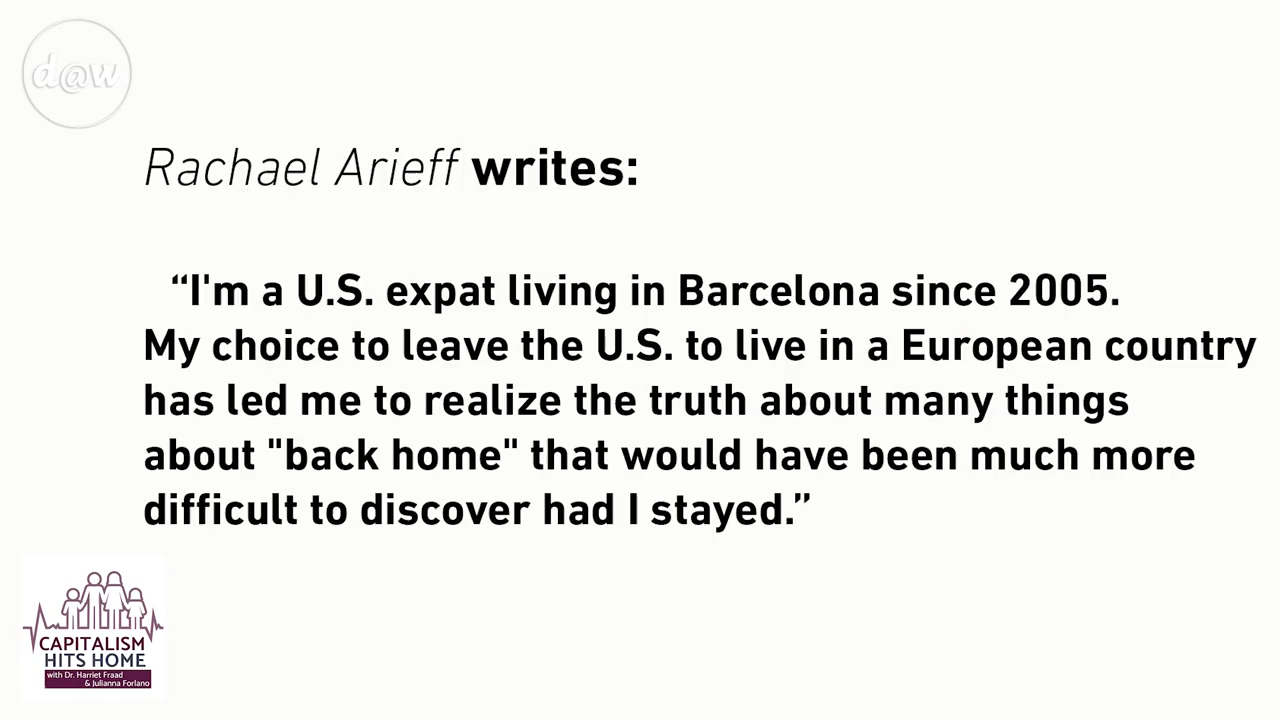 d@w
Rachael Arieff writes:
“I'm a U.S. expat living in Barcelona since 2005.
My choice to leave the U.S. to live in a European country
has led me to realize the truth about many things
about "back home" that would have been much more
difficult to discover had I stayed.”
CAPITALISM
HITS HOME
with Dr. Harriet Fraad
& Julianna Forlano